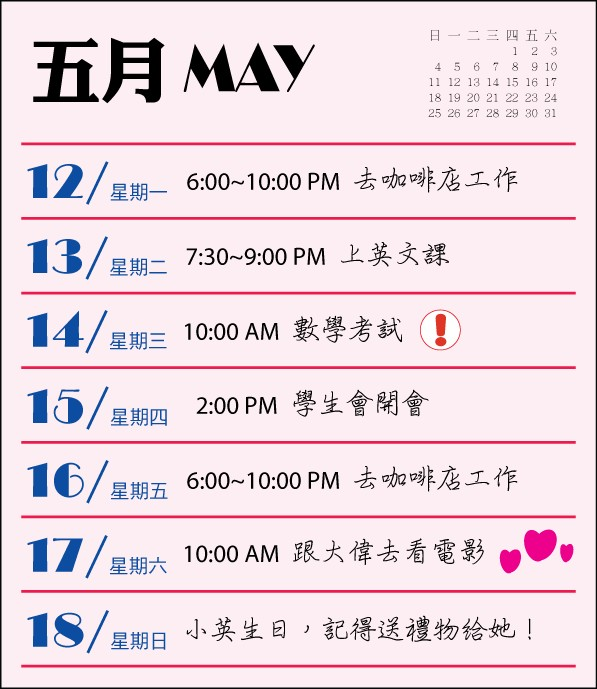 五月 MAY
日 一 二 三 四 五 六
1 2 3
4 5 6 7 8 9 10
11 12 13 14 15 16 17
18 19 20 21 22 23 24
25 26 27 28 29 30 31
12/星期一 6:00~10:00 PM 去咖啡店工作
13/星期二 7:30~9:00 PM 上英文課
14/星期三 10:00 AM 數學考試 !
15/星期四 2:00 PM 學生會開會
16/星期五 6:00~10:00 PM 去咖啡店工作
17/星期六 10:00 AM 跟大偉去看電影
18/星期日 小英生日，記得送禮物給她！